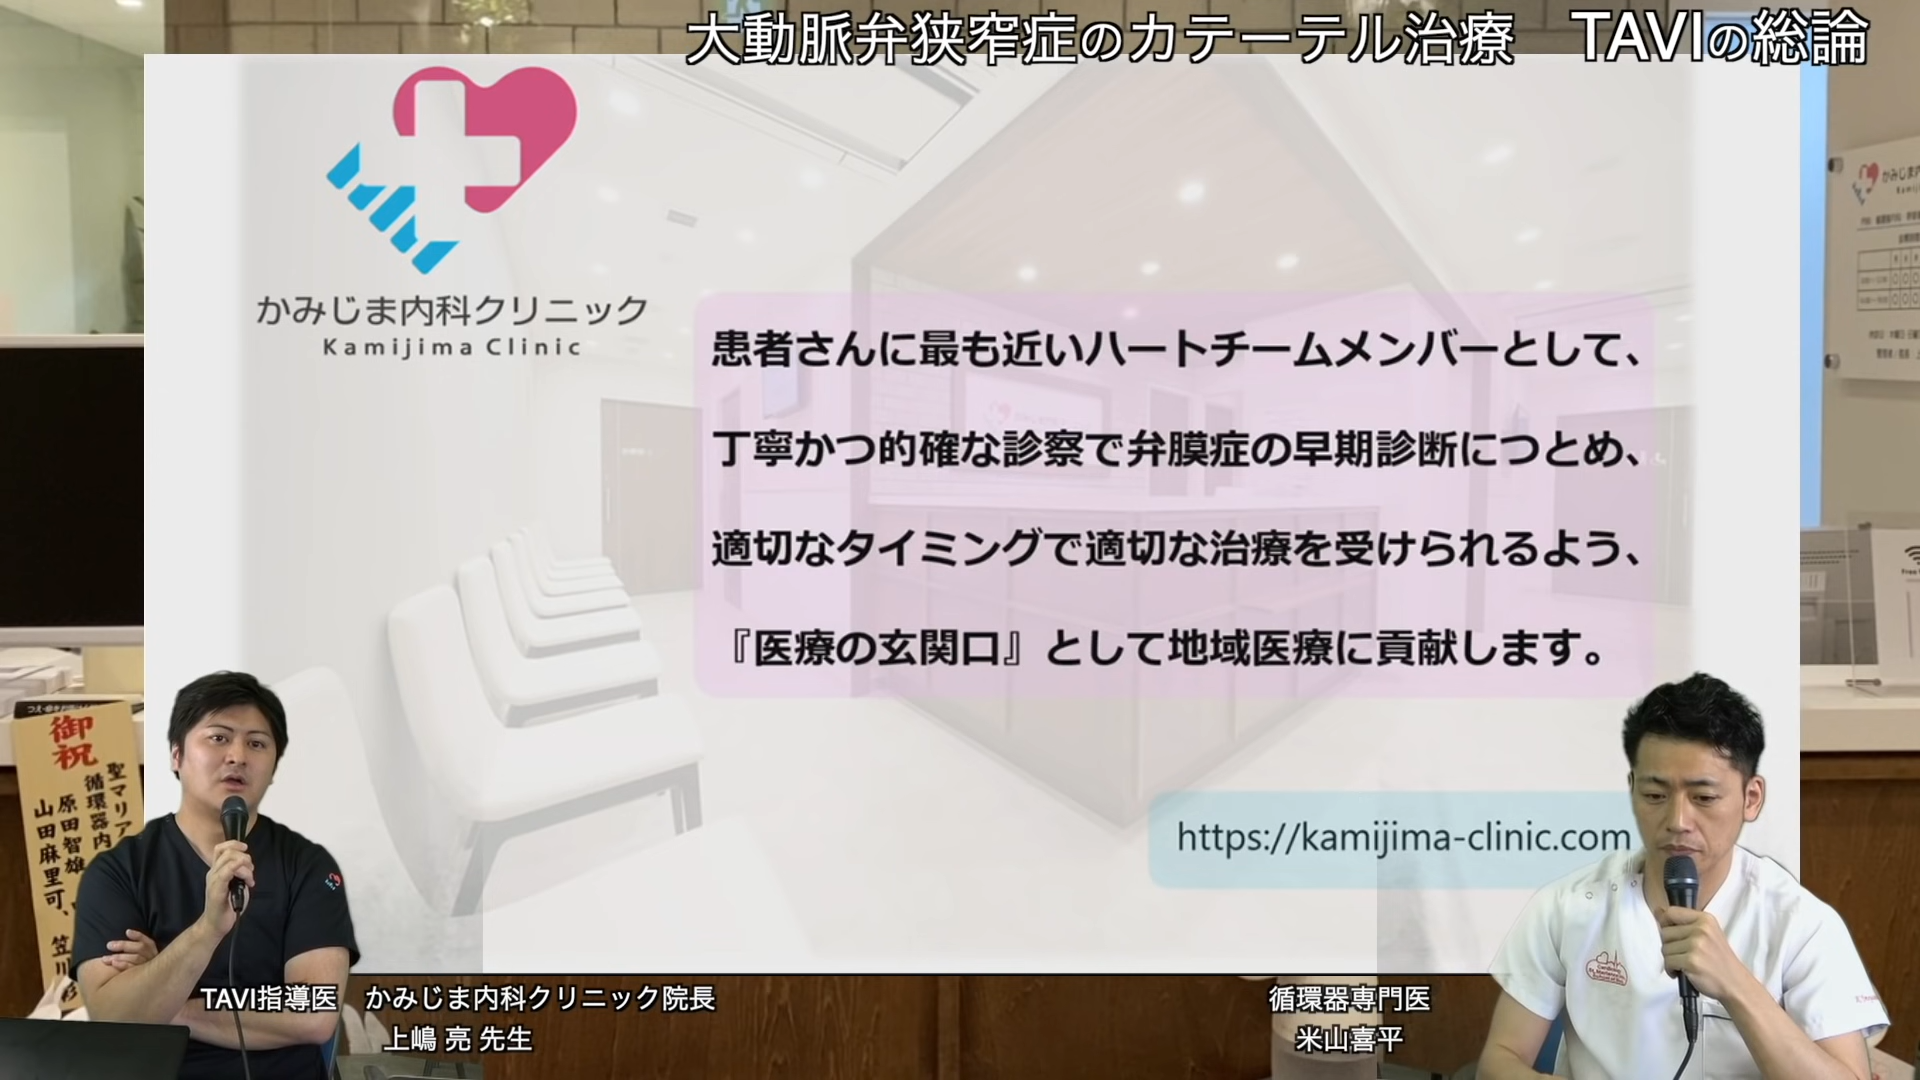 大動脈弁狭窄症のカテーテル治療　TAVIの総論
かみじま内科クリニック
Kamijima Clinic
患者さんに最も近いハートチームメンバーとして、
丁寧かつ的確な診察で弁膜症の早期診断につとめ、
適切なタイミングで適切な治療を受けられるよう、
『医療の玄関口』として地域医療に貢献します。
https://kamijima-clinic.com
御祝
聖マリア
循環器内
原田智雄
山田麻里可、
笠川
TAVI指導医　かみじま内科クリニック院長
上嶋 亮 先生
循環器専門医
米山喜平